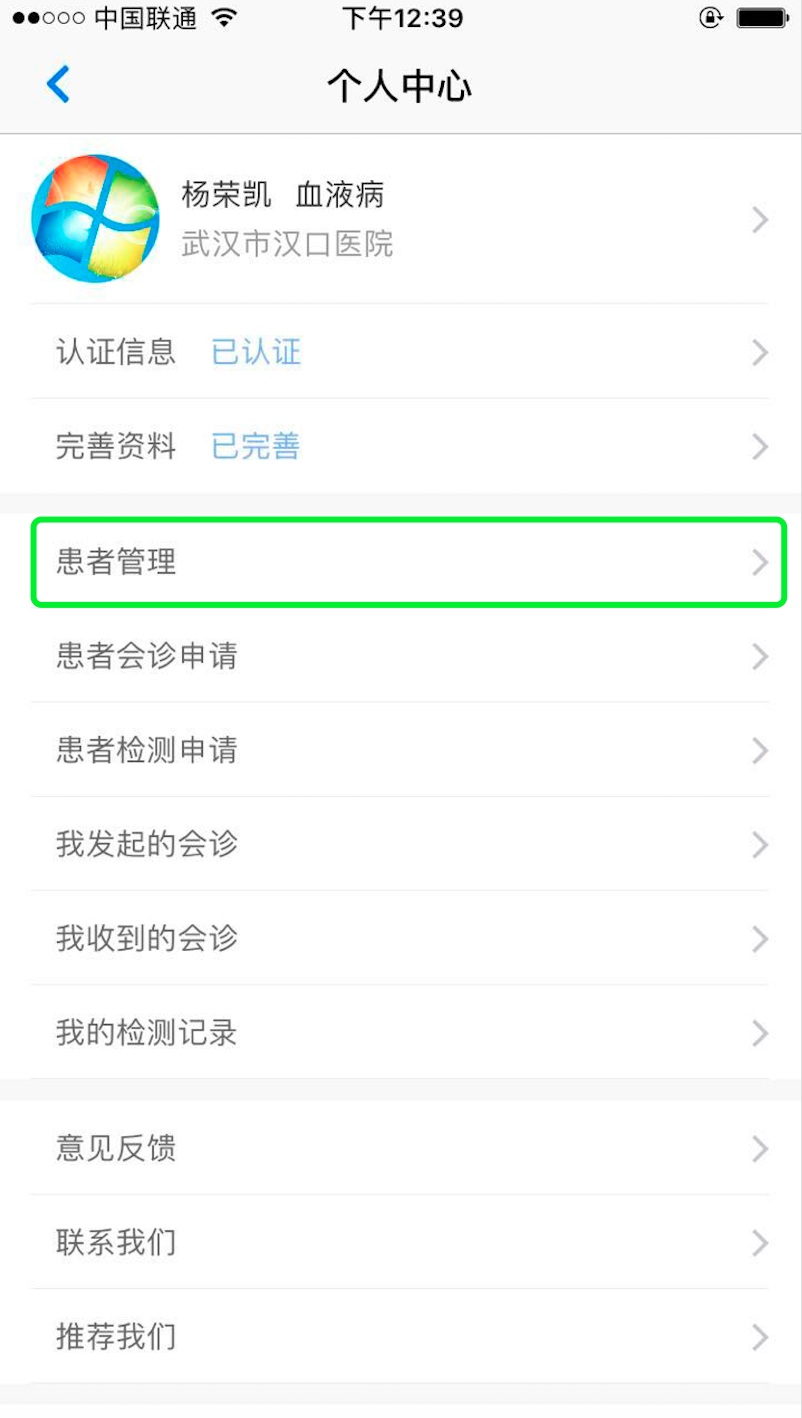 中国联通 下午12:39
个人中心
杨荣凯 血液病
武汉市汉口医院
认证信息 已认证
完善资料 已完善
患者管理
患者会诊申请
患者检测申请
我发起的会诊
我收到的会诊
我的检测记录
意见反馈
联系我们
推荐我们